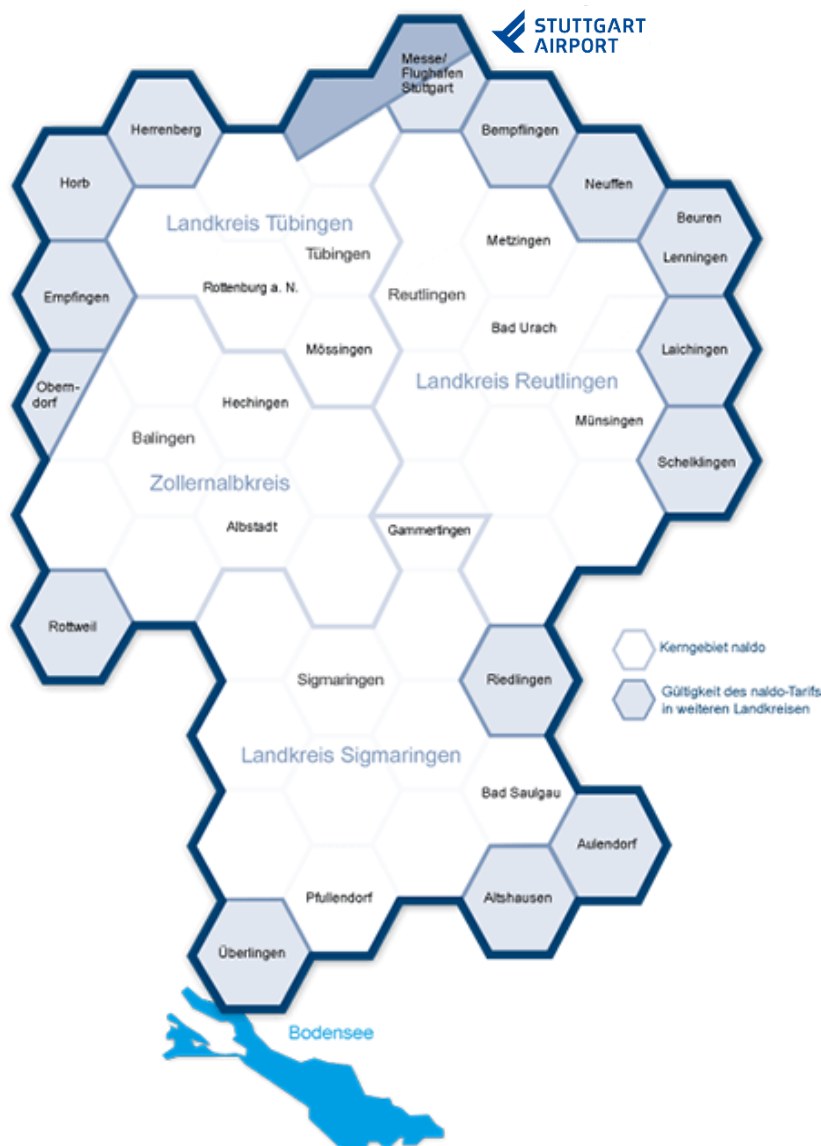 STUTTGART
AIRPORT
Messe/
Flughafen
Stuttgart
Herrenberg
Bempflingen
Horb
Neuffen
Beuren
Landkreis Tübingen
Metzingen
Tübingen
Lenningen
Rottenburg a. N.
Reutlingen
Empfingen
Bad Urach
Mössingen
Laichingen
Landkreis Reutlingen
Obern-
dorf
Hechingen
Münsingen
Balingen
Schelklingen
Zollernalbkreis
Albstadt
Gammertingen
Rottweil
Kerngebiet naldo
Sigmaringen
Riedlingen
Gültigkeit des naldo-Tarifs
in weiteren Landkreisen
Landkreis Sigmaringen
Bad Saulgau
Aulendorf
Pfullendorf
Altshausen
Überlingen
Bodensee